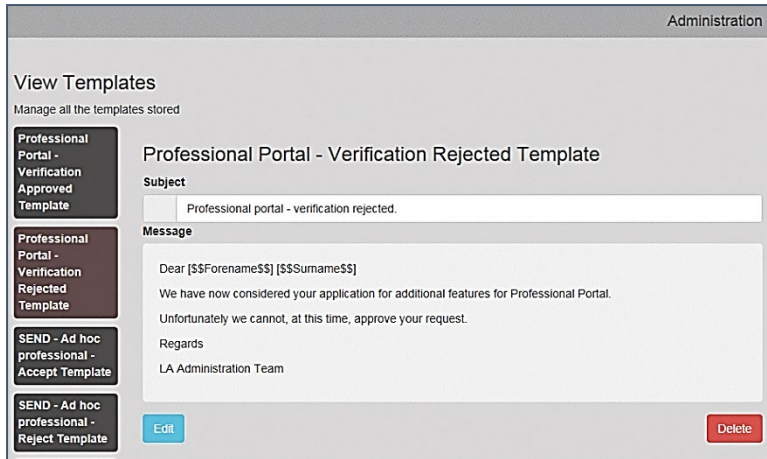 Administration
View Templates
Manage all the templates stored
Professional
Portal -
Verification
Approved
Template
Professional
Portal -
Verification
Rejected
Template
SEND - Ad hoc
professional -
Accept Template
SEND - Ad hoc
professional -
Reject Template
Professional Portal - Verification Rejected Template
Subject
Professional portal - verification rejected.
Message
Dear [$$Forename$$] [$$Surname$$]
We have now considered your application for additional features for Professional Portal.
Unfortunately we cannot, at this time, approve your request.
Regards
LA Administration Team
Edit
Delete